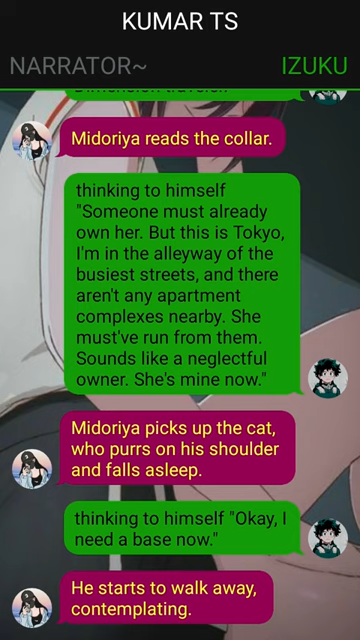 KUMAR TS
NARRATOR~
IZUKU
Dimension traveler.
Midoriya reads the collar.
thinking to himself
"Someone must already
own her. But this is Tokyo,
I'm in the alleyway of the
busiest streets, and there
aren't any apartment
complexes nearby. She
must've run from them.
Sounds like a neglectful
owner. She's mine now."
Midoriya picks up the cat,
who purrs on his shoulder
and falls asleep.
thinking to himself "Okay, I
need a base now."
He starts to walk away,
contemplating.